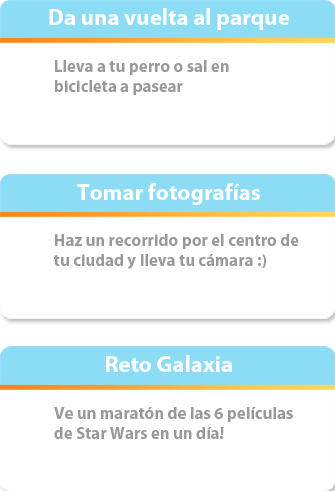 Da una vuelta al parque
Lleva a tu perro o sal en
bicicleta a pasear
Tomar fotografías
Haz un recorrido por el centro de
tu ciudad y lleva tu cámara :)
Reto Galaxia
Ve un maratón de las 6 películas
de Star Wars en un día!